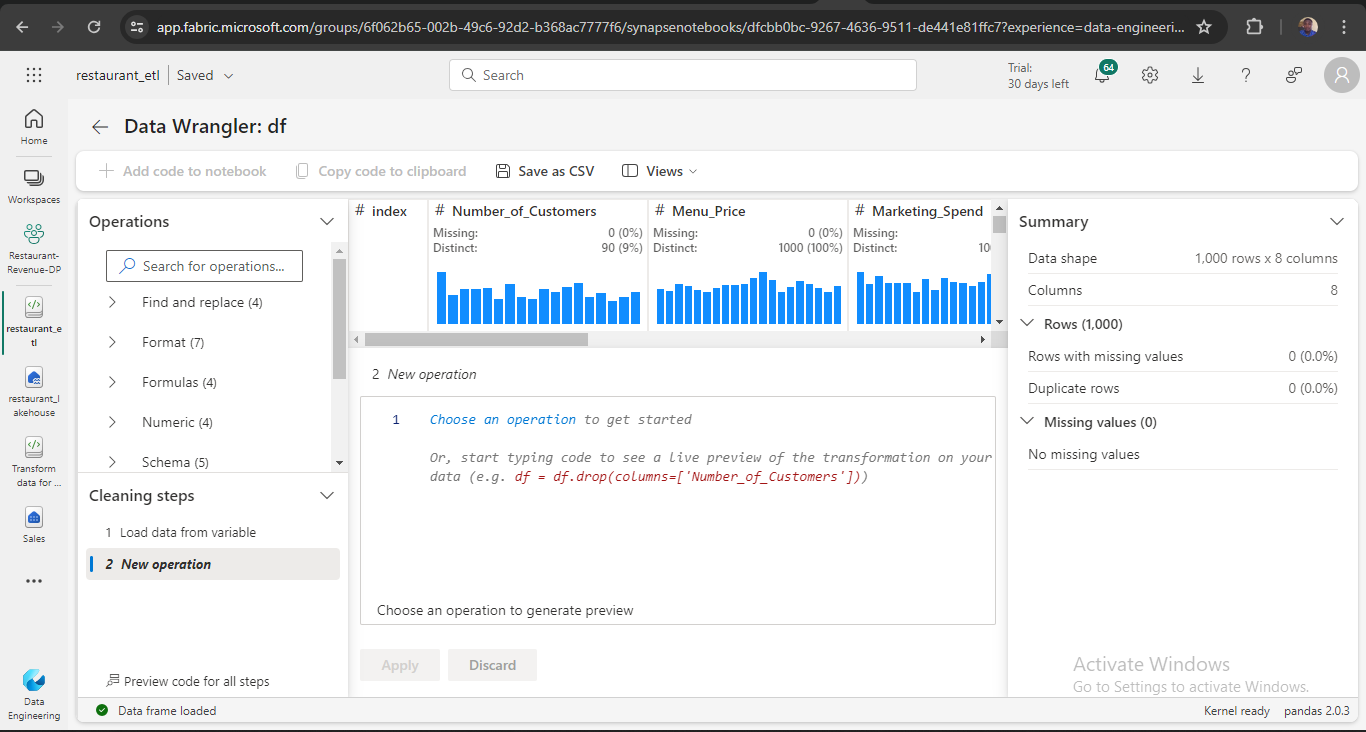 app.fabric.microsoft.com/groups/6f062b65-002b-49c6-92d2-b368ac7777f6/synapsenotebooks/dfcbb0bc-9267-4636-9511-de441e81ffc7?experience=data-engineeri...
restaurant_etl Saved
Search
Trial:
30 days left
64
Home
Workspaces
Restaurant-
Revenue-DP
restaurant_e
tl
restaurant_l
akehouse
Transform
data for ...
Sales
Data
Engineering
Data Wrangler: df
Add code to notebook
Copy code to clipboard
Save as CSV
Views
Operations
Search for operations...
Find and replace (4)
Format (7)
Formulas (4)
Numeric (4)
Schema (5)
Cleaning steps
1 Load data from variable
2 New operation
Preview code for all steps
# index
# Number_of_Customers
Missing: 0 (0%)
Distinct: 90 (9%)
# Menu_Price
Missing: 0 (0%)
Distinct: 1000 (100%)
# Marketing_Spend
Missing:
Distinct: 10
2 New operation
1 Choose an operation to get started
Or, start typing code to see a live preview of the transformation on your
data (e.g. df = df.drop(columns=['Number_of_Customers']))
Choose an operation to generate preview
Apply
Discard
Summary
Data shape 1,000 rows x 8 columns
Columns 8
Rows (1,000)
Rows with missing values 0 (0.0%)
Duplicate rows 0 (0.0%)
Missing values (0)
No missing values
Activate Windows
Go to Settings to activate Windows.
Data frame loaded
Kernel ready pandas 2.0.3